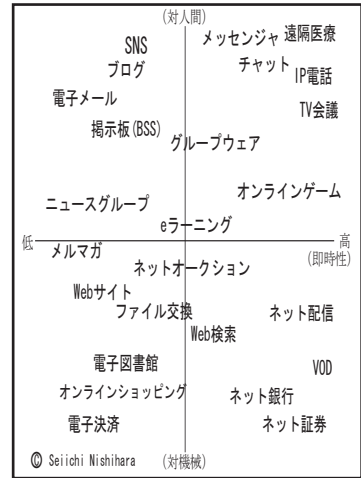 (対人間)
SNS
メッセンジャ
遠隔医療
ブログ
チャット
IP電話
電子メール
TV会議
掲示板(BSS)
グループウェア
オンラインゲーム
ニュースグループ
eラーニング
低
高
(即時性)
メルマガ
ネットオークション
Webサイト
ファイル交換
ネット配信
Web検索
電子図書館
VOD
オンラインショッピング
ネット銀行
電子決済
ネット証券
© Seiichi Nishihara
(対機械)